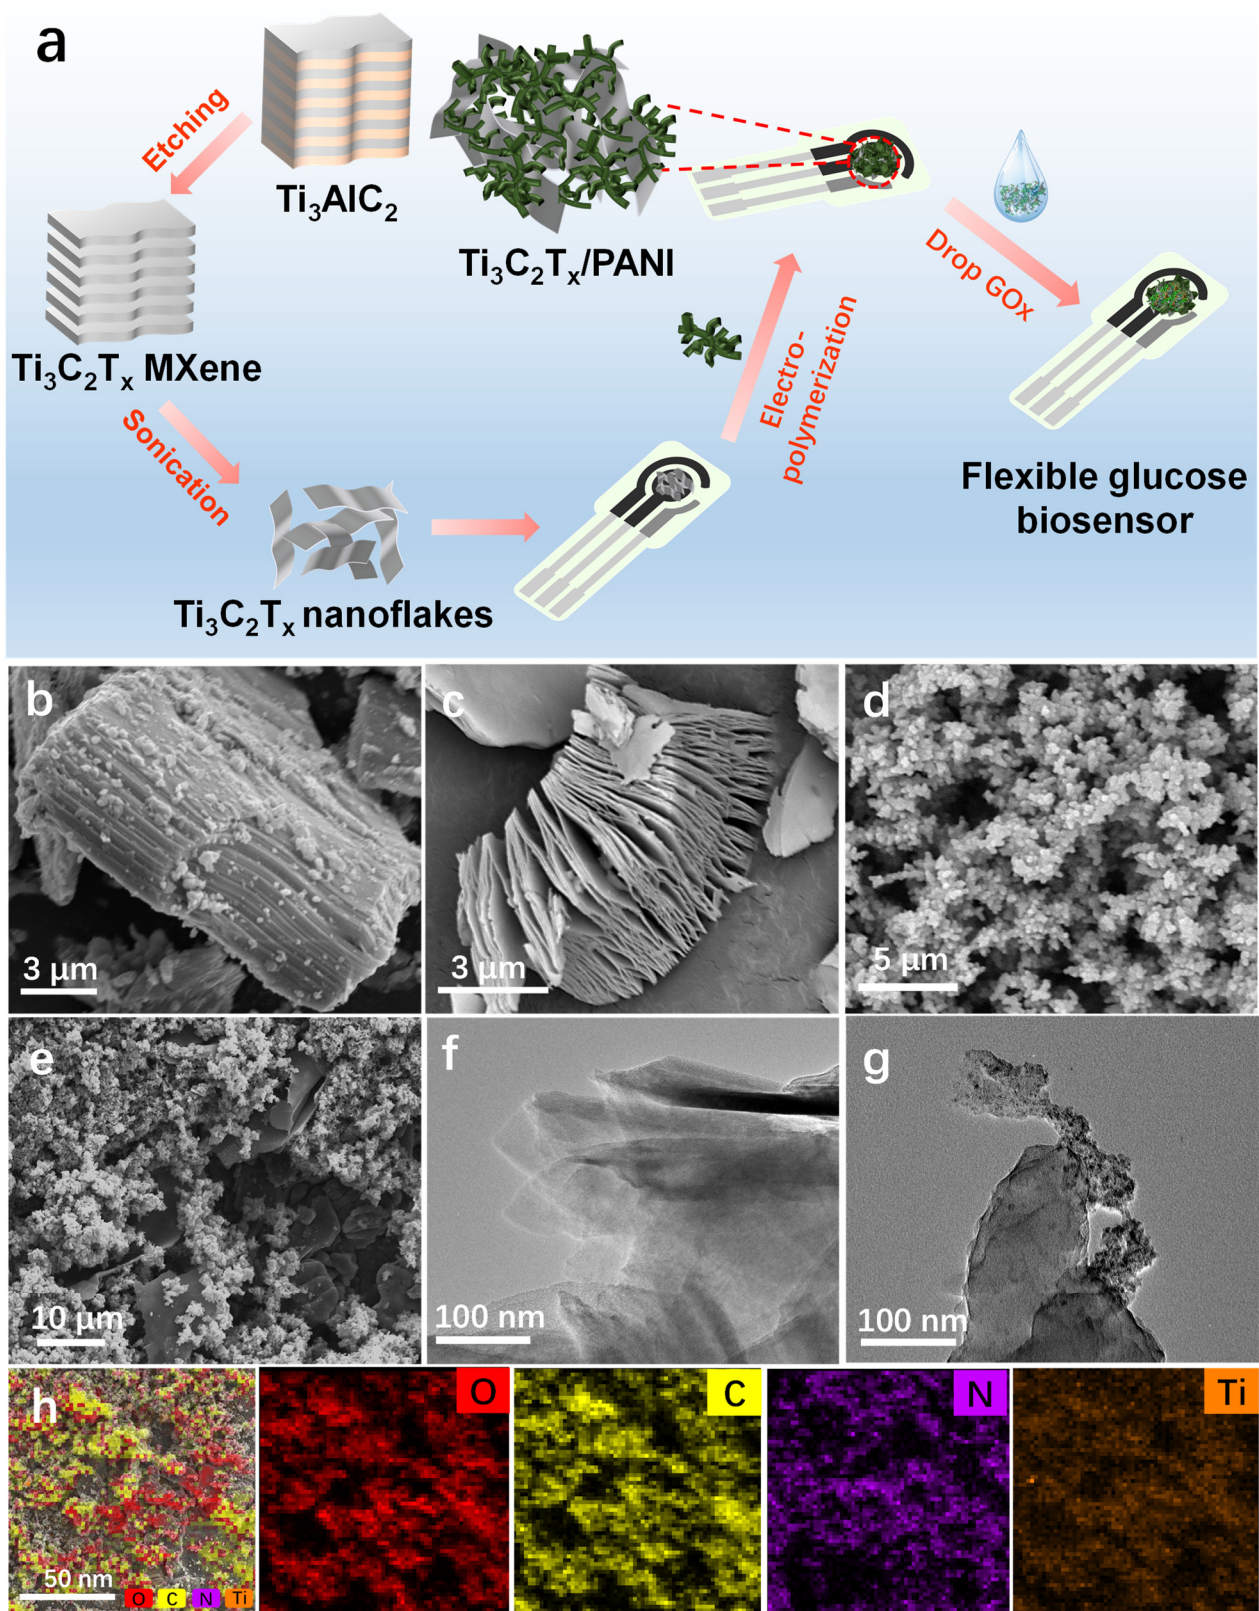 a
Etching
Ti₃AlC₂
Ti₃C₂Tₓ/PANI
Drop GOx
Ti₃C₂Tₓ MXene
Sonication
Electro-
polymerization
Flexible glucose
biosensor
Ti₃C₂Tₓ nanoflakes
b
3 μm
c
3 μm
d
5 μm
e
10 μm
f
100 nm
g
100 nm
h
50 nm
O C N Ti
O
C
N
Ti